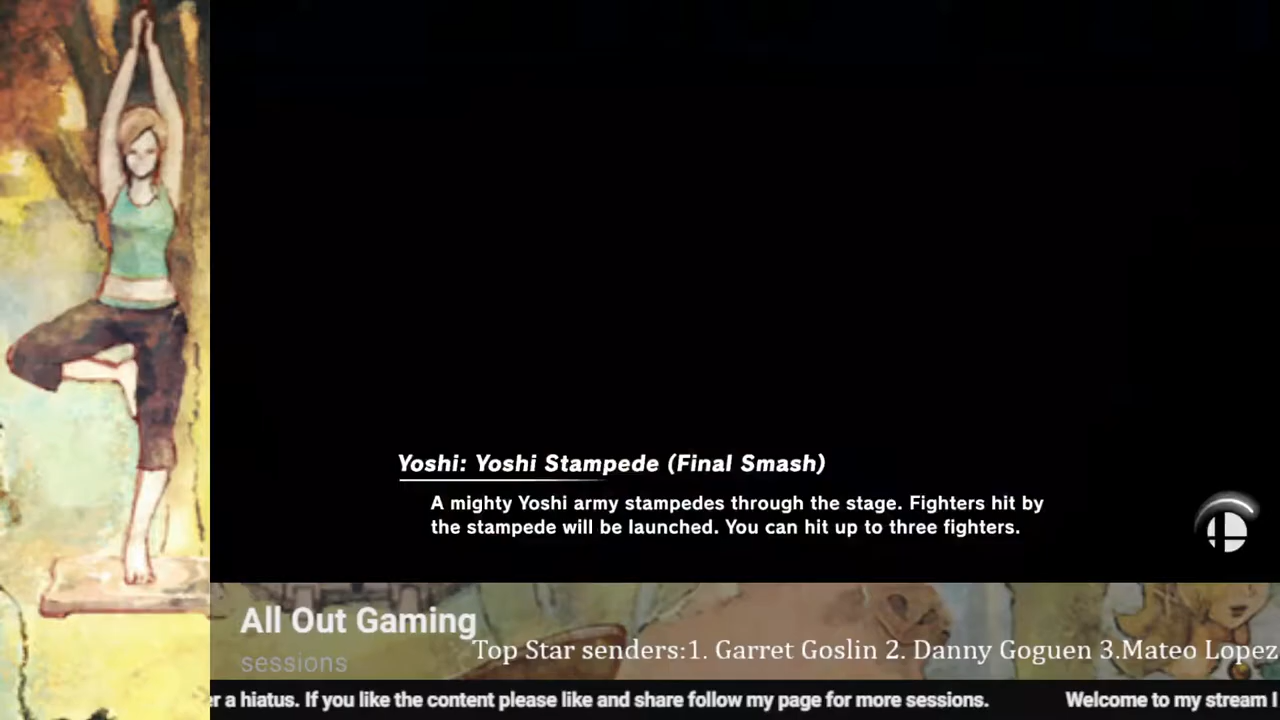 Yoshi: Yoshi Stampede (Final Smash)
A mighty Yoshi army stampedes through the stage. Fighters hit by
the stampede will be launched. You can hit up to three fighters.
All Out Gaming
sessions
Top Star senders:1. Garret Goslin 2. Danny Goguen 3.Mateo Lopez
er a hiatus. If you like the content please like and share follow my page for more sessions. Welcome to my stream I